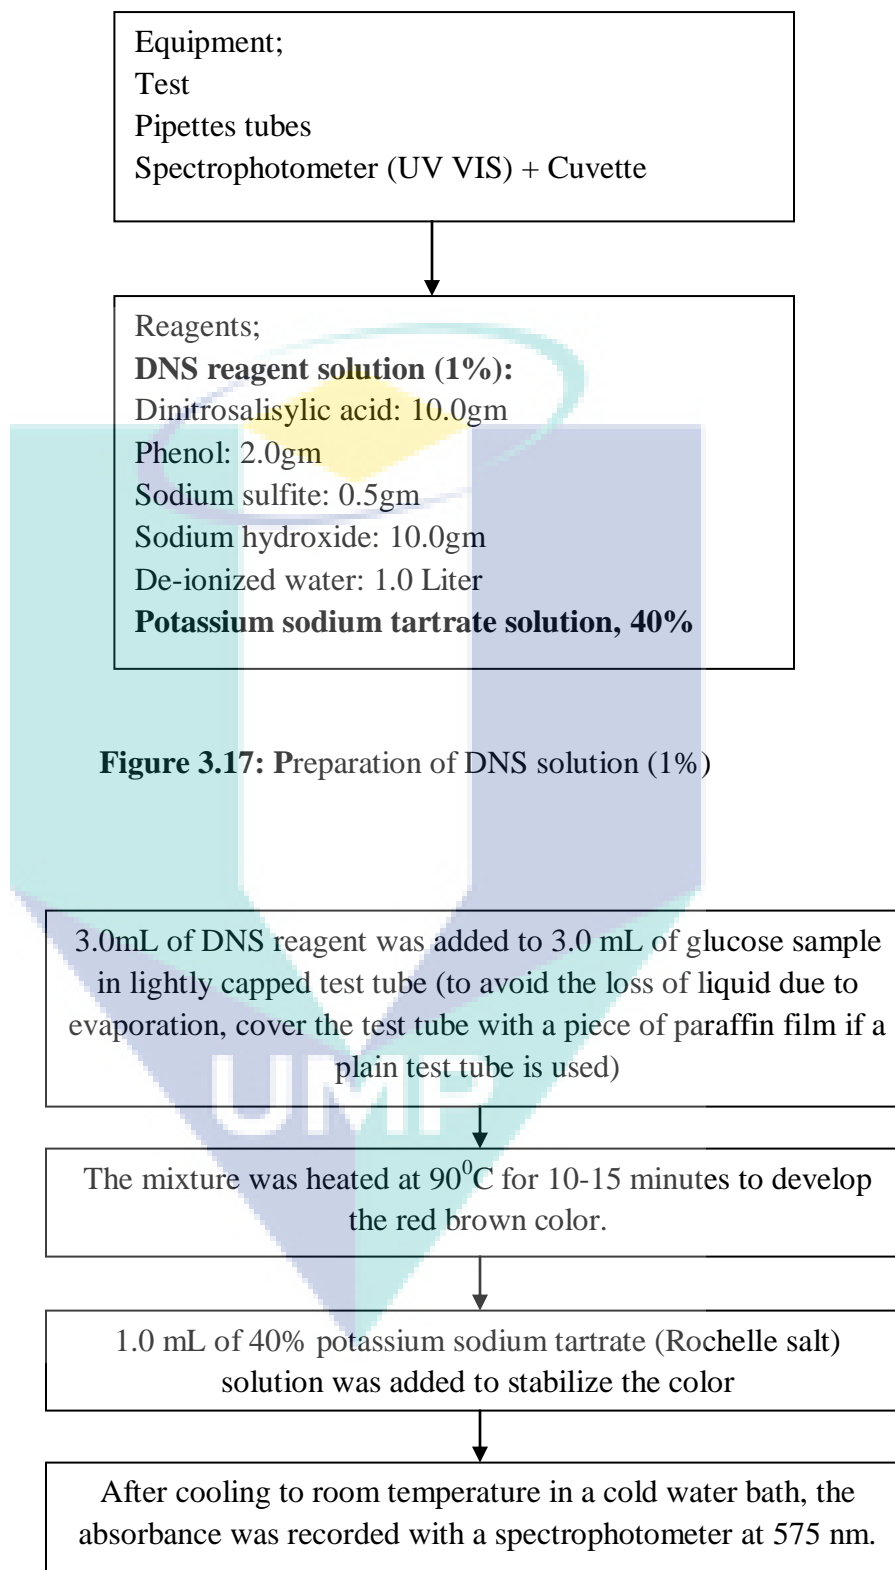 Equipment;
Test
Pipettes tubes
Spectrophotometer (UV VIS) + Cuvette
Reagents;
DNS reagent solution (1%):
Dinitrosalisylic acid: 10.0gm
Phenol: 2.0gm
Sodium sulfite: 0.5gm
Sodium hydroxide: 10.0gm
De-ionized water: 1.0 Liter
Potassium sodium tartrate solution, 40%
Figure 3.17: Preparation of DNS solution (1%)
3.0mL of DNS reagent was added to 3.0 mL of glucose sample
in lightly capped test tube (to avoid the loss of liquid due to
evaporation, cover the test tube with a piece of paraffin film if a
plain test tube is used)
UMP
The mixture was heated at 90⁰C for 10-15 minutes to develop
the red brown color.
1.0 mL of 40% potassium sodium tartrate (Rochelle salt)
solution was added to stabilize the color
After cooling to room temperature in a cold water bath, the
absorbance was recorded with a spectrophotometer at 575 nm.